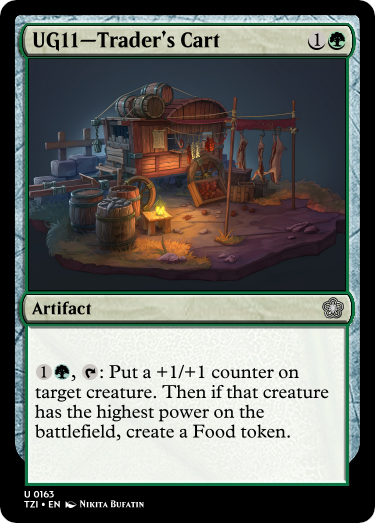 UG11—Trader's Cart 1
Artifact
1, : Put a +1/+1 counter on
target creature. Then if that creature
has the highest power on the
battlefield, create a Food token.
U 0163
TZI • EN Nikita Bufatin